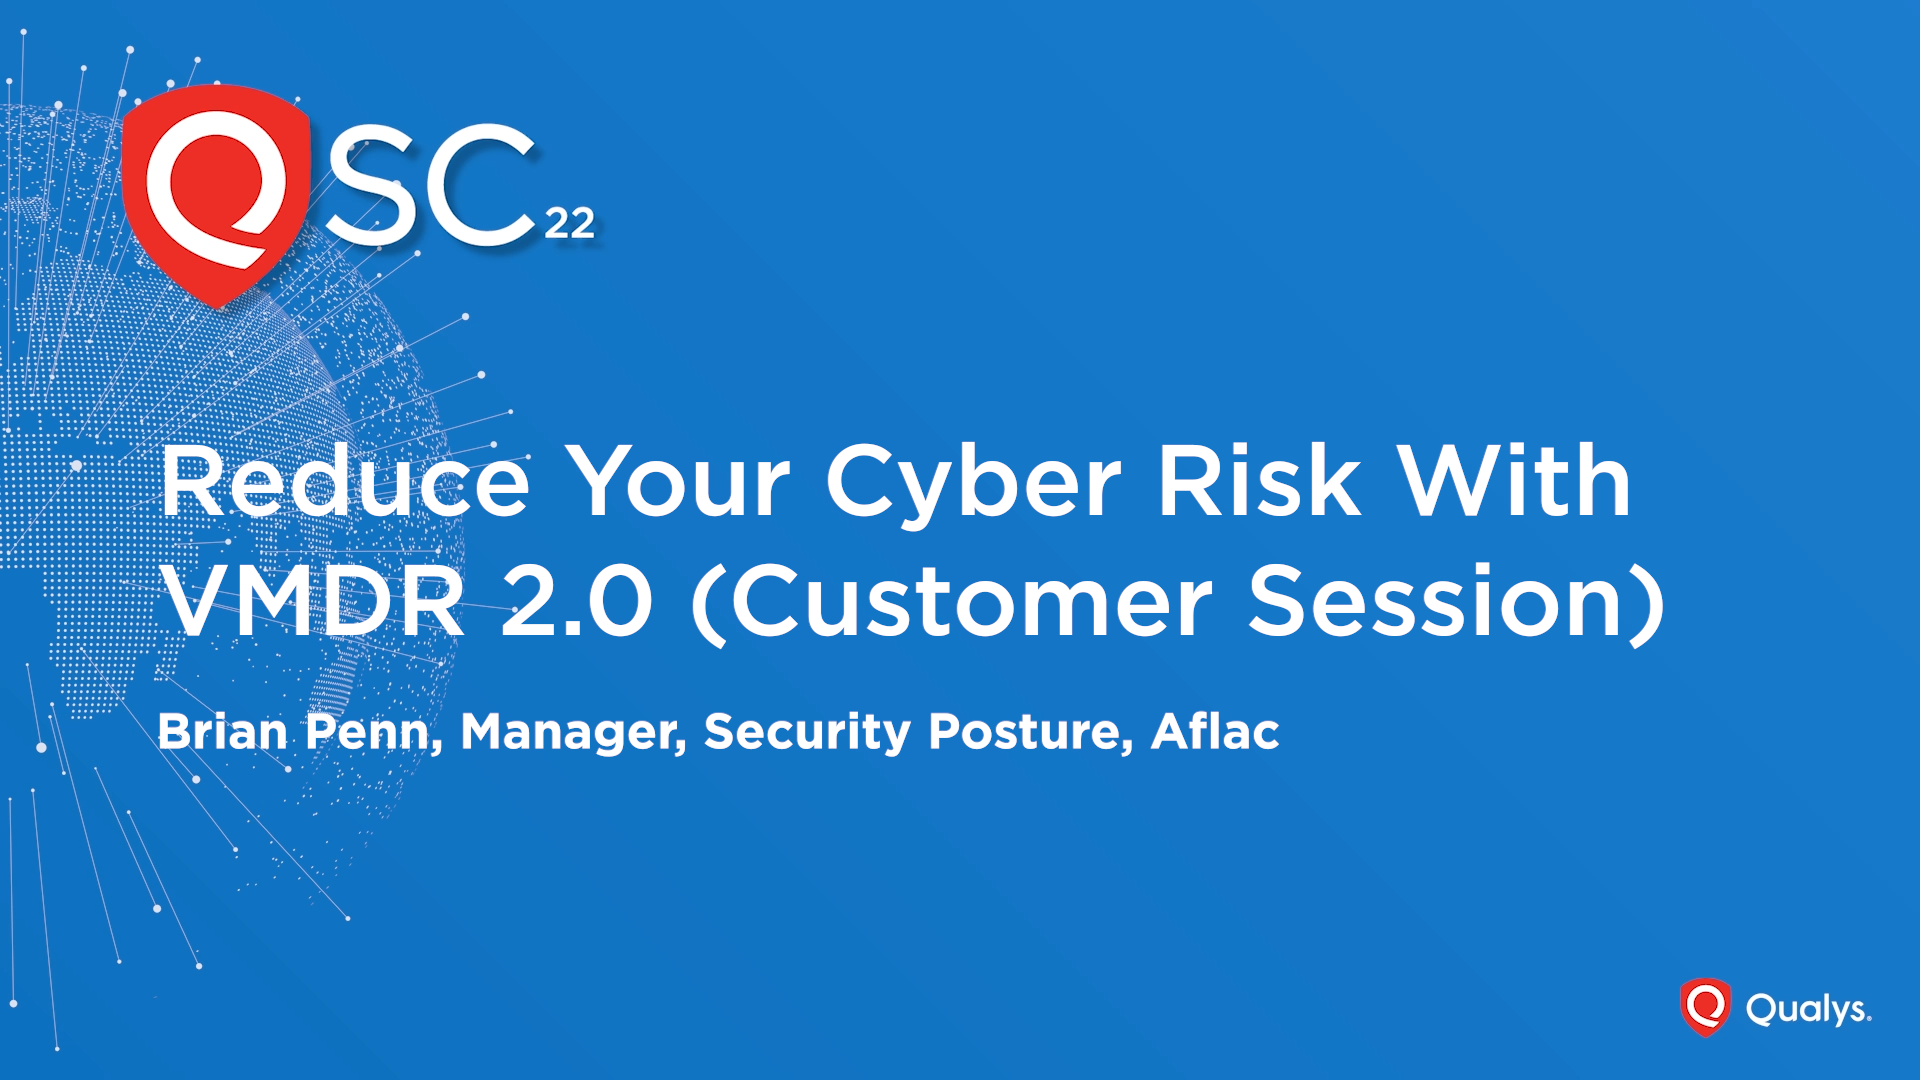 QSC22
Reduce Your Cyber Risk With
VMDR 2.0 (Customer Session)
Brian Penn, Manager, Security Posture, Aflac
Qualys.